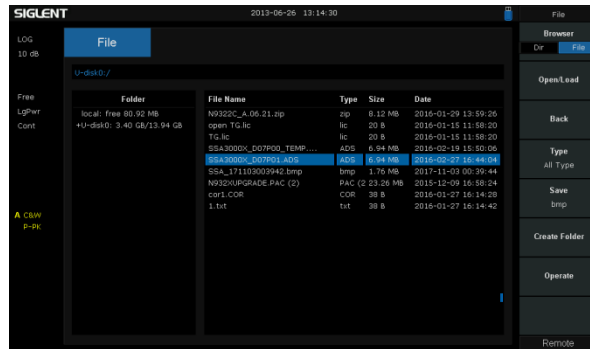 SIGLENT 2013-06-26 13:14:30 File
LOG
10 dB
Free
LgPwr
Cont
A C&W
P-PK
File
U-disk0:/
Folder
local: free 80.92 MB
+U-disk0: 3.40 GB/13.94 GB
File Name Type Size Date
N9322C_A.06.21.zip zip 8.12 MB 2016-01-29 13:59:26
open TG.lic lic 20 B 2016-01-15 11:58:20
TG.lic lic 20 B 2016-01-15 11:58:20
SSA3000X_D07P00_TEMP.... ADS 6.94 MB 2016-02-19 15:50:06
SSA3000X_D07P01.ADS ADS 6.94 MB 2016-02-27 16:44:04
SSA_171103003942.bmp bmp 1.76 MB 2017-11-03 00:39:44
N932XUPGRADE.PAC (2) PAC (2 23.26 MB 2015-12-09 16:58:24
cor1.COR COR 38 B 2016-01-27 16:14:28
1.txt txt 38 B 2016-01-27 16:14:42
Browser
Dir File
Open/Load
Back
Type
All Type
Save
bmp
Create Folder
Operate
Remote